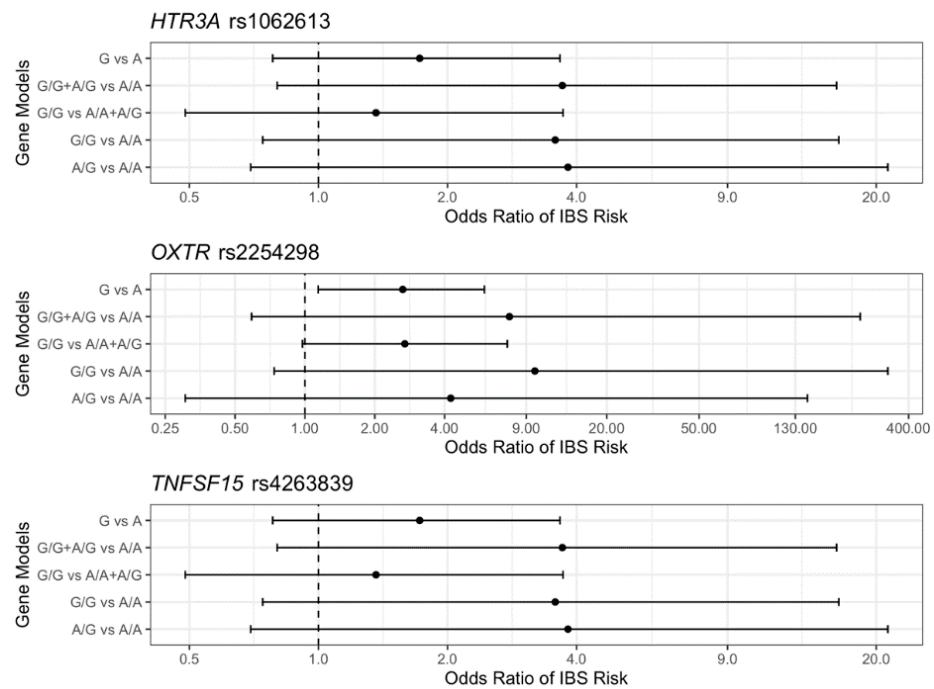 HTR3A rs1062613
Gene Models
G vs A
G/G+A/G vs A/A
G/G vs A/A+A/G
G/G vs A/A
A/G vs A/A
0.5 1.0 2.0 4.0 9.0 20.0
Odds Ratio of IBS Risk
OXTR rs2254298
Gene Models
G vs A
G/G+A/G vs A/A
G/G vs A/A+A/G
G/G vs A/A
A/G vs A/A
0.25 0.50 1.00 2.00 4.00 9.00 20.00 50.00 130.00 400.00
Odds Ratio of IBS Risk
TNFSF15 rs4263839
Gene Models
G vs A
G/G+A/G vs A/A
G/G vs A/A+A/G
G/G vs A/A
A/G vs A/A
0.5 1.0 2.0 4.0 9.0 20.0
Odds Ratio of IBS Risk